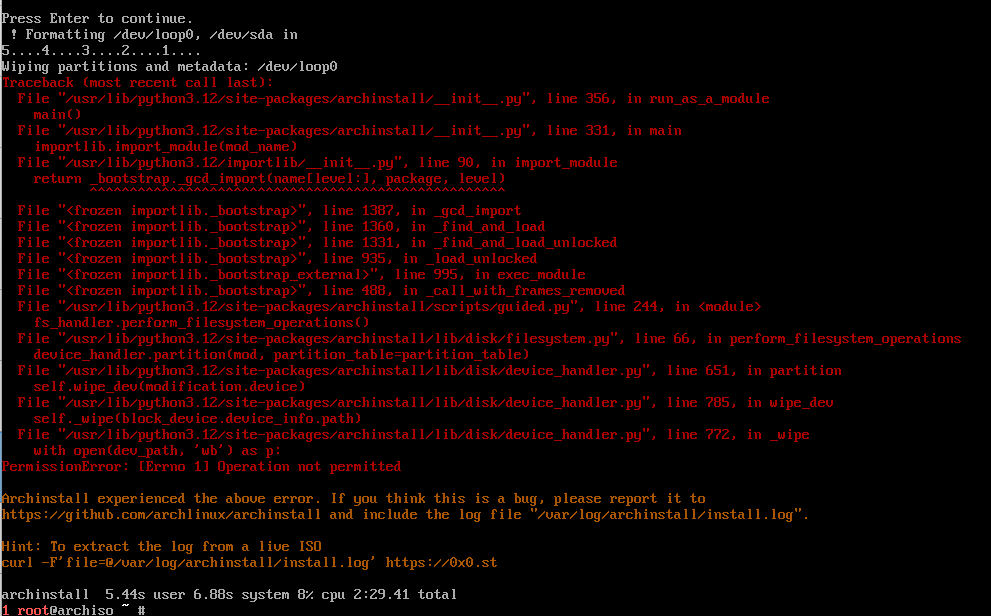 Press Enter to continue.
 ! Formatting /dev/loop0, /dev/sda in
5....4....3....2....1....
Wiping partitions and metadata: /dev/loop0
Traceback (most recent call last):
  File "/usr/lib/python3.12/site-packages/archinstall/__init__.py", line 356, in run_as_a_module
    main()
  File "/usr/lib/python3.12/site-packages/archinstall/__init__.py", line 331, in main
    importlib.import_module(mod_name)
  File "/usr/lib/python3.12/importlib/__init__.py", line 90, in import_module
    return _bootstrap._gcd_import(name[level:], package, level)
           ^^^^^^^^^^^^^^^^^^^^^^^^^^^^^^^^^^^^^^^^^^^^^^^^^^^^
  File "<frozen importlib._bootstrap>", line 1387, in _gcd_import
  File "<frozen importlib._bootstrap>", line 1360, in _find_and_load
  File "<frozen importlib._bootstrap>", line 1331, in _find_and_load_unlocked
  File "<frozen importlib._bootstrap>", line 935, in _load_unlocked
  File "<frozen importlib._bootstrap_external>", line 995, in exec_module
  File "<frozen importlib._bootstrap>", line 488, in _call_with_frames_removed
  File "/usr/lib/python3.12/site-packages/archinstall/scripts/guided.py", line 244, in <module>
    fs_handler.perform_filesystem_operations()
  File "/usr/lib/python3.12/site-packages/archinstall/lib/disk/filesystem.py", line 66, in perform_filesystem_operations
    device_handler.partition(mod, partition_table=partition_table)
  File "/usr/lib/python3.12/site-packages/archinstall/lib/disk/device_handler.py", line 651, in partition
    self.wipe_dev(modification.device)
  File "/usr/lib/python3.12/site-packages/archinstall/lib/disk/device_handler.py", line 785, in wipe_dev
    self._wipe(block_device.device_info.path)
  File "/usr/lib/python3.12/site-packages/archinstall/lib/disk/device_handler.py", line 772, in _wipe
    with open(dev_path, 'wb') as p:
PermissionError: [Errno 1] Operation not permitted

Archinstall experienced the above error. If you think this is a bug, please report it to
https://github.com/archlinux/archinstall and include the log file "/var/log/archinstall/install.log".

Hint: To extract the log from a live ISO
curl -F'file=@/var/log/archinstall/install.log' https://0x0.st

archinstall  5.44s user 6.88s system 8% cpu 2:29.41 total
1 root@archiso ~ #